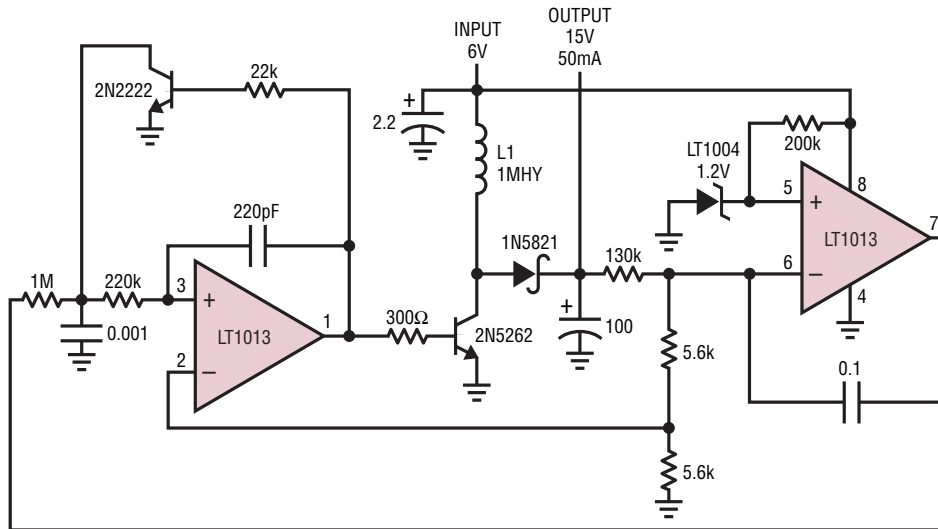 OUTPUT
15V
50mA
INPUT
6V
2N2222
22k
+
2.2
L1
1MHY
200k
LT1004
1.2V
5
+
8
LT1013
7
6
−
4
220pF
1N5821
130k
1M
220k
3
+
LT1013
1
2
−
0.001
300Ω
2N5262
+
100
5.6k
0.1
5.6k